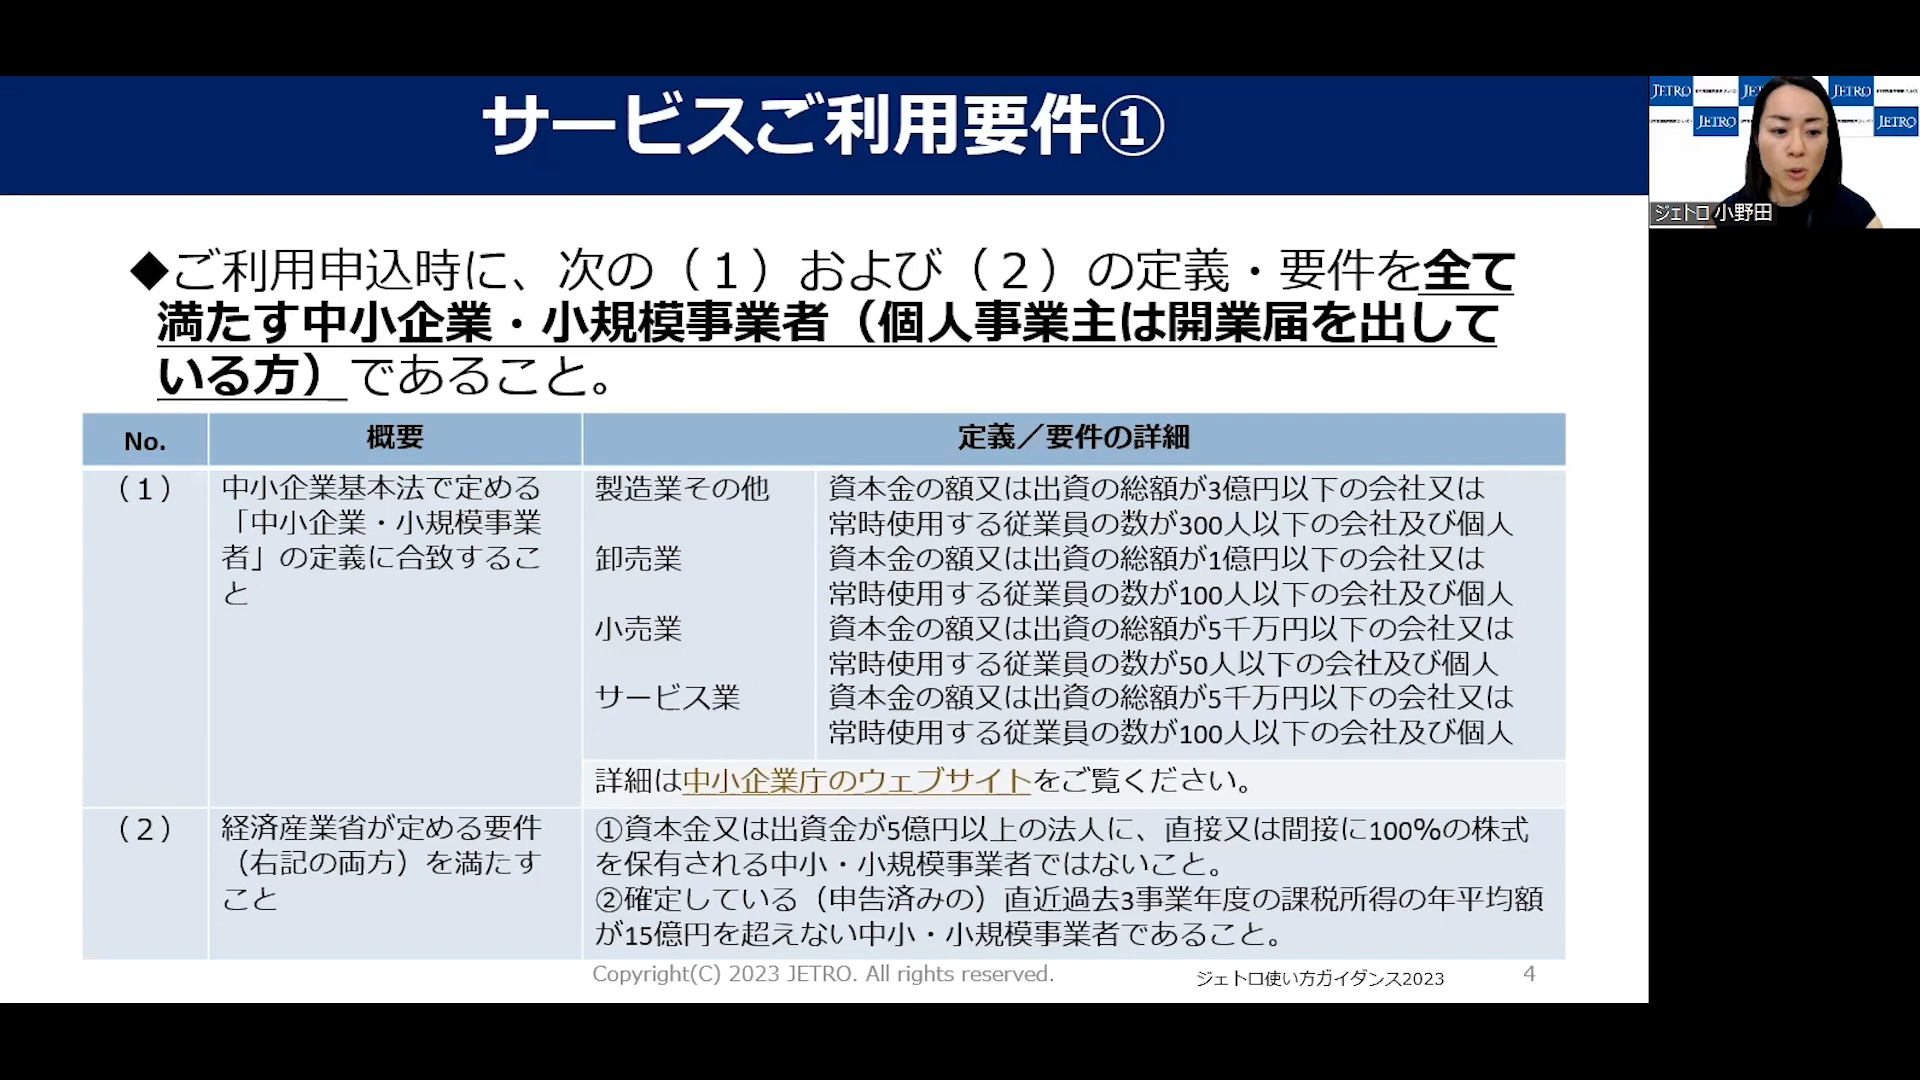 サービスご利用要件①
JETRO
JETRO
JETRO
JETRO
ジェトロ 小野田
◆ご利用申込時に、次の（１）および（２）の定義・要件を全て
満たす中小企業・小規模事業者（個人事業主は開業届を出して
いる方）であること。
No.
概要
定義／要件の詳細
（１）
中小企業基本法で定める
「中小企業・小規模事業
者」の定義に合致するこ
と
製造業その他
資本金の額又は出資の総額が3億円以下の会社又は
常時使用する従業員の数が300人以下の会社及び個人
卸売業
資本金の額又は出資の総額が1億円以下の会社又は
常時使用する従業員の数が100人以下の会社及び個人
小売業
資本金の額又は出資の総額が5千万円以下の会社又は
常時使用する従業員の数が50人以下の会社及び個人
サービス業
資本金の額又は出資の総額が5千万円以下の会社又は
常時使用する従業員の数が100人以下の会社及び個人
詳細は中小企業庁のウェブサイトをご覧ください。
（２）
経済産業省が定める要件
（右記の両方）を満たす
こと
①資本金又は出資金が5億円以上の法人に、直接又は間接に100％の株式
を保有される中小・小規模事業者ではないこと。
②確定している（申告済みの）直近過去3事業年度の課税所得の年平均額
が15億円を超えない中小・小規模事業者であること。
Copyright(C) 2023 JETRO. All rights reserved.
ジェトロ使い方ガイダンス2023
4